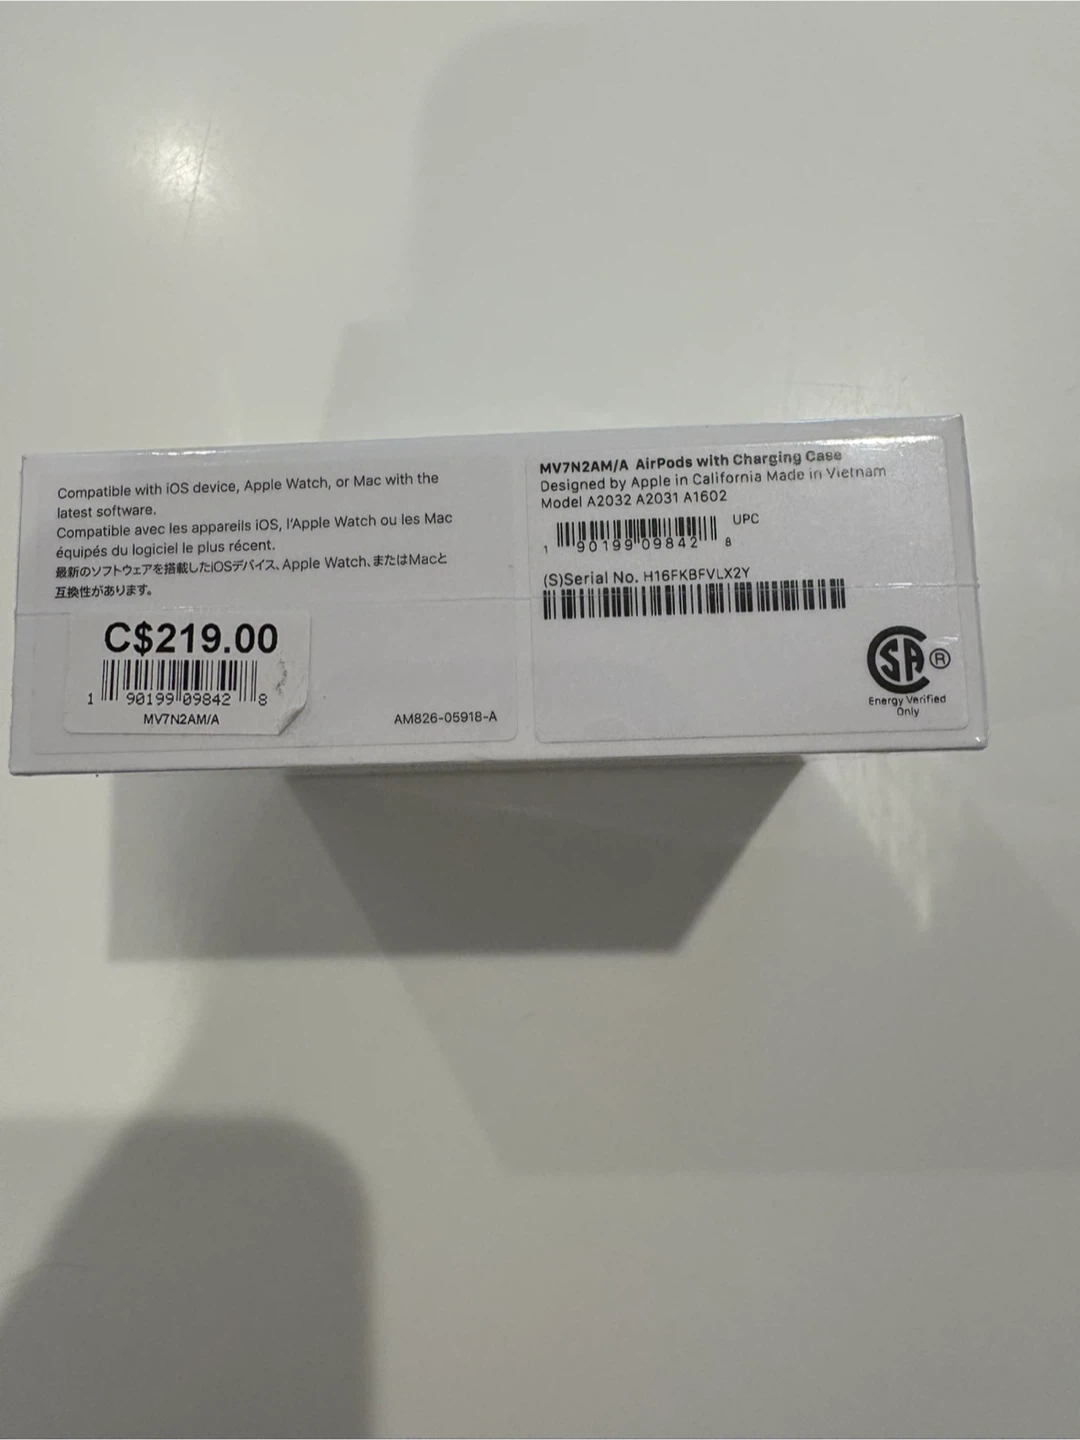 Compatible with iOS device, Apple Watch, or Mac with the
latest software.
Compatible avec les appareils iOS, l'Apple Watch ou les Mac
équipés du logiciel le plus récent.
最新のソフトウェアを搭載したiOSデバイス、Apple Watch、またはMacと
互換性があります。
C$219.00
1 90199 09842 8
MV7N2AM/A
AM826-05918-A
MV7N2AM/A AirPods with Charging Case
Designed by Apple in California Made in Vietnam
Model A2032 A2031 A1602
UPC
1 90199 09842 8
(S)Serial No. H16FKBFVLX2Y
SA ®
Energy Verified
Only